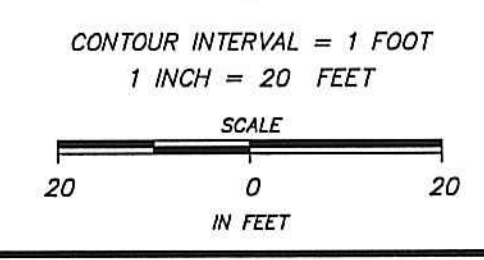 CONTOUR INTERVAL = 1 FOOT
1 INCH = 20 FEET
SCALE
20 0 20
IN FEET